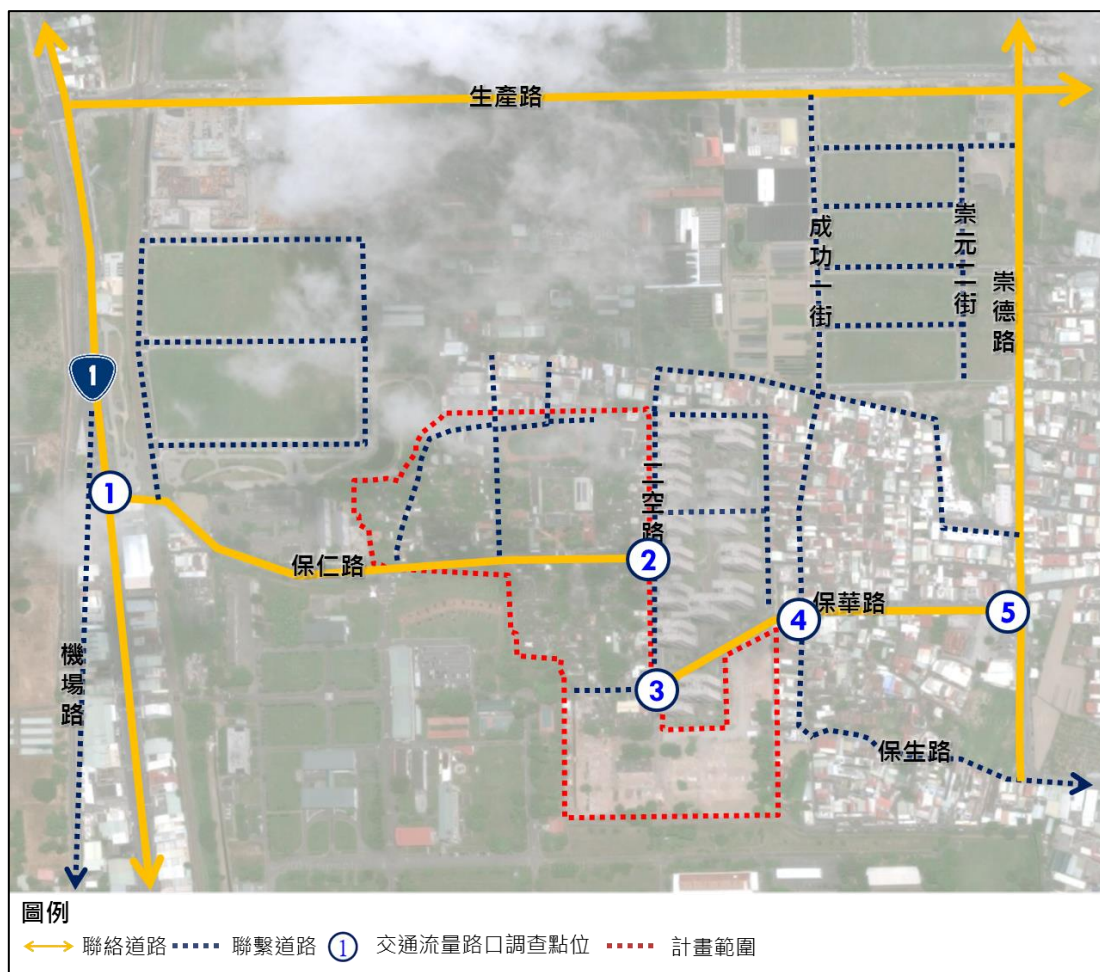 生產路
成功一街
崇元二街
崇德路
1
二空路
1
保仁路
2
保華路
4
5
機場路
3
保生路
圖例
聯絡道路 聯繫道路 1 交通流量路口調查點位 計畫範圍